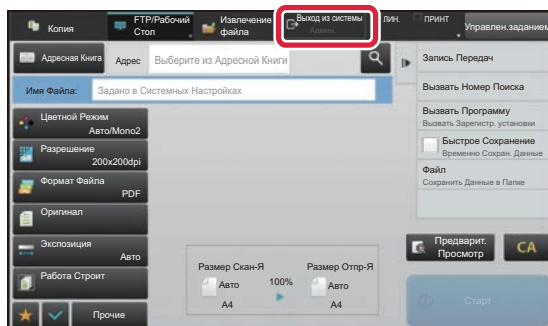 Копия
FTP/Рабочий
Стол
Извлечение
файла
Выход из системы
Админ.
ЛИН.
ПРИНТ
Управлен.заданием
Адресная Книга
Адрес
Выберите из Адресной Книги
Имя Файла:
Задано в Системных Настройках
Цветной Режим
Авто/Mono2
Разрешение
200x200dpi
Формат Файла
PDF
Оригинал
Экспозиция
Авто
Работа Строит
Прочие
Размер Скан-Я
Авто
A4
100%
Размер Отпр-Я
Авто
A4
Запись Передач
Вызвать Номер Поиска
Вызвать Программу
Вызвать Зарегистр. установки
Быстрое Сохранение
Временно Сохран. Данные
Файл
Сохранить Данные в Папке
Предварит.
Просмотр
CA
Старт